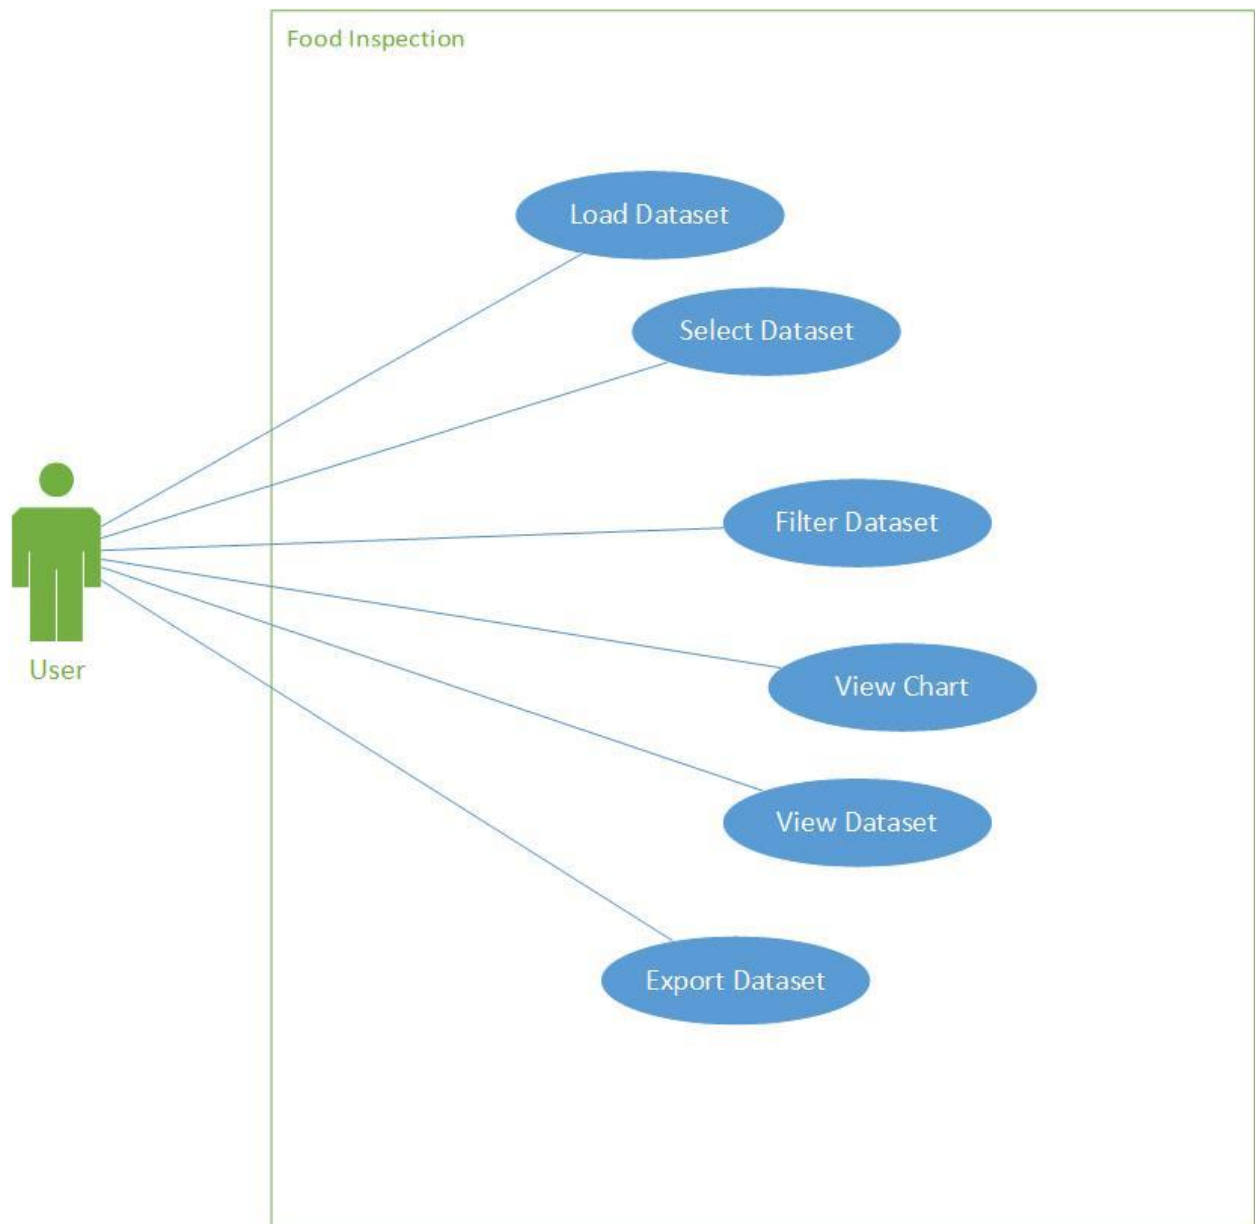 Food Inspection
Load Dataset
Select Dataset
Filter Dataset
User
View Chart
View Dataset
Export Dataset